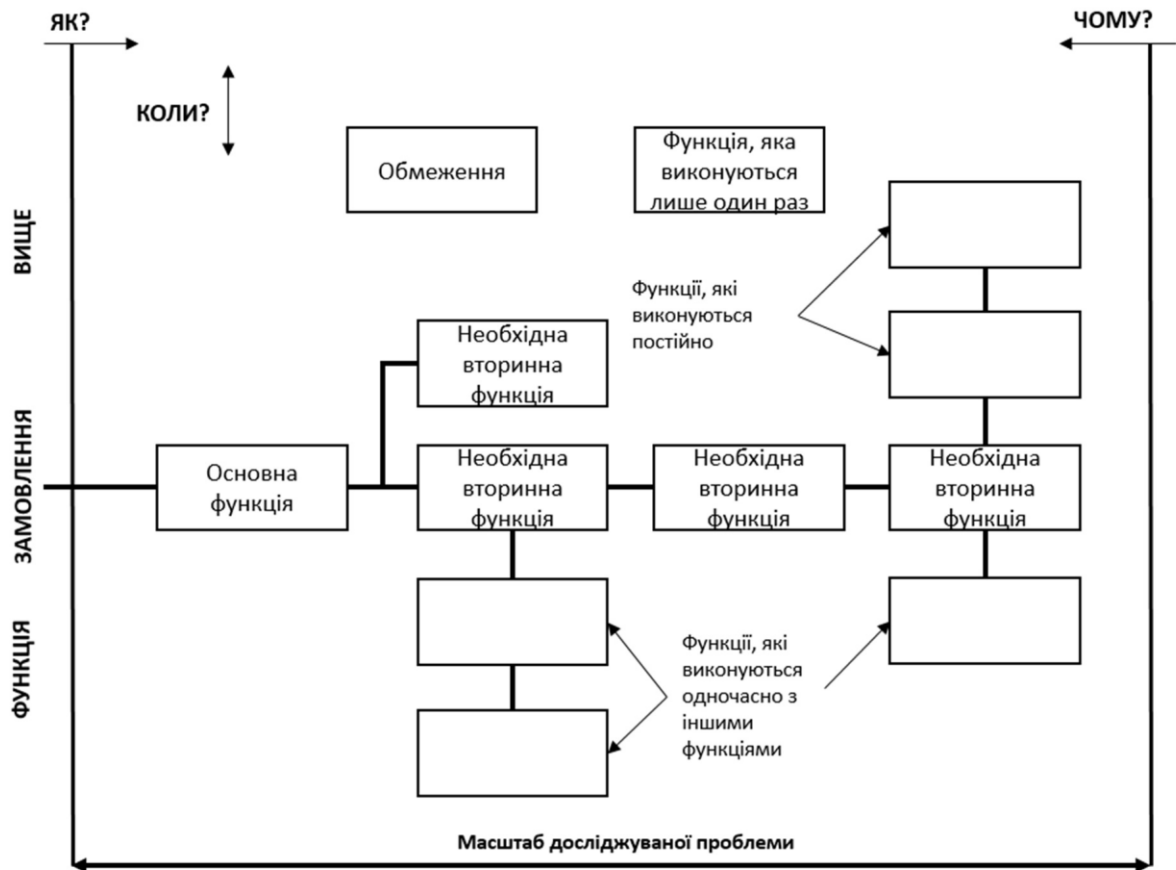 ЯК?
ЧОМУ?
КОЛИ?
Обмеження
Функція, яка
виконуються
лише один раз
ВИЩЕ
Функції, які
виконуються
постійно
Необхідна
вторинна
функція
ЗАМОВЛЕННЯ
Основна
функція
Необхідна
вторинна
функція
Необхідна
вторинна
функція
Необхідна
вторинна
функція
ФУНКЦІЯ
Функції, які
виконуються
одночасно з
іншими
функціями
Масштаб досліджуваної проблеми